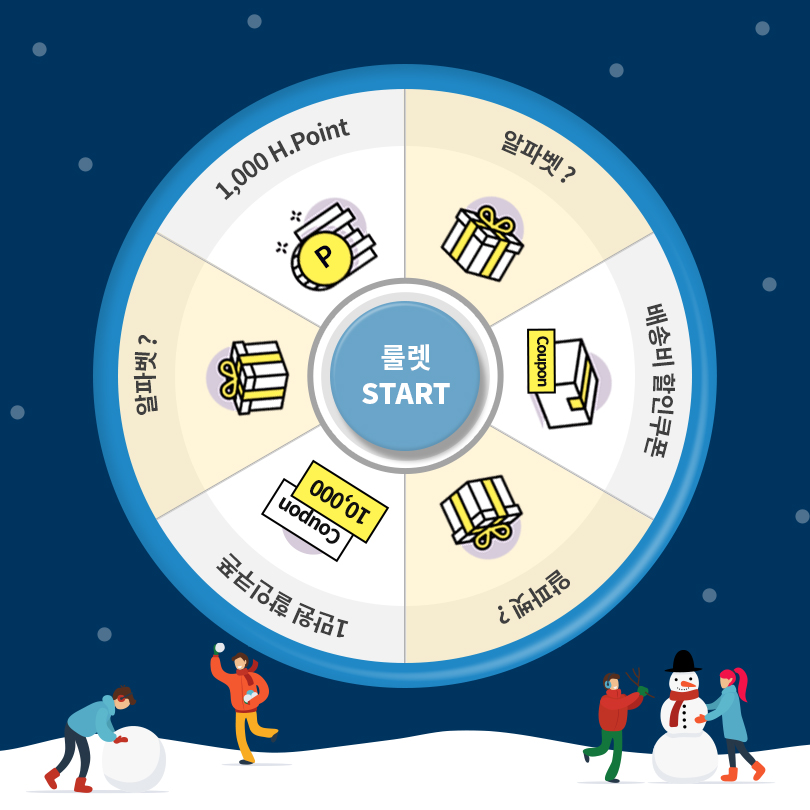 1,000 H.Point
P
알파벳 ?
배송비 할인쿠폰
Coupon
알파벳 ?
1만원 할인쿠폰
10,000
Coupon
알파벳 ?
룰렛
START